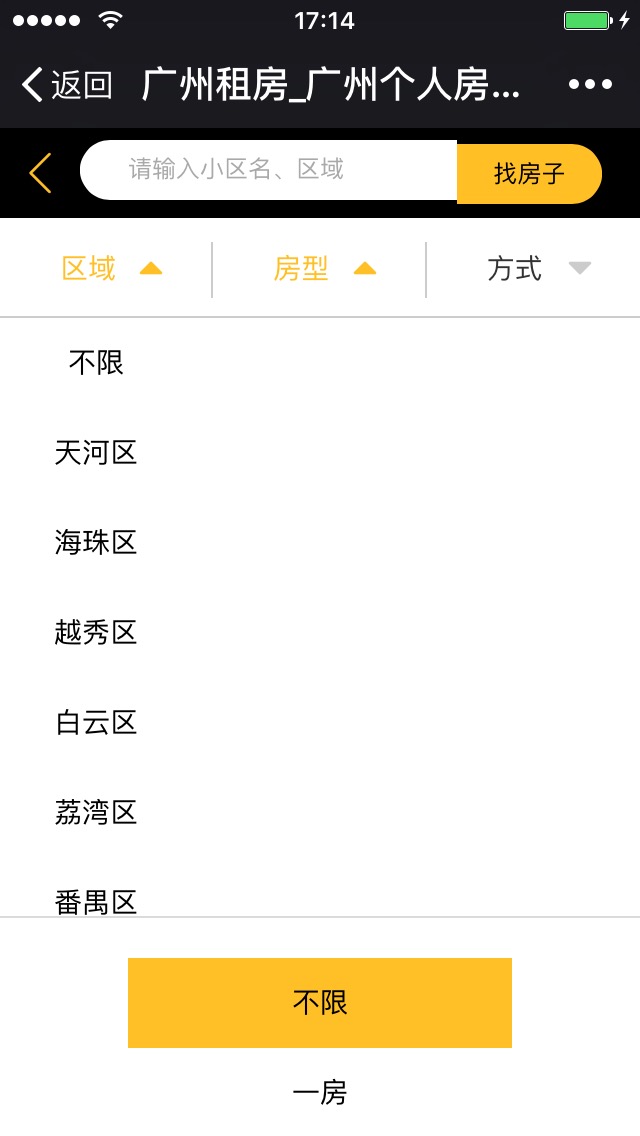 17:14
返回 广州租房_广州个人房...
请输入小区名、区域 找房子
区域 房型 方式
不限
天河区
海珠区
越秀区
白云区
荔湾区
番禺区
不限
一房